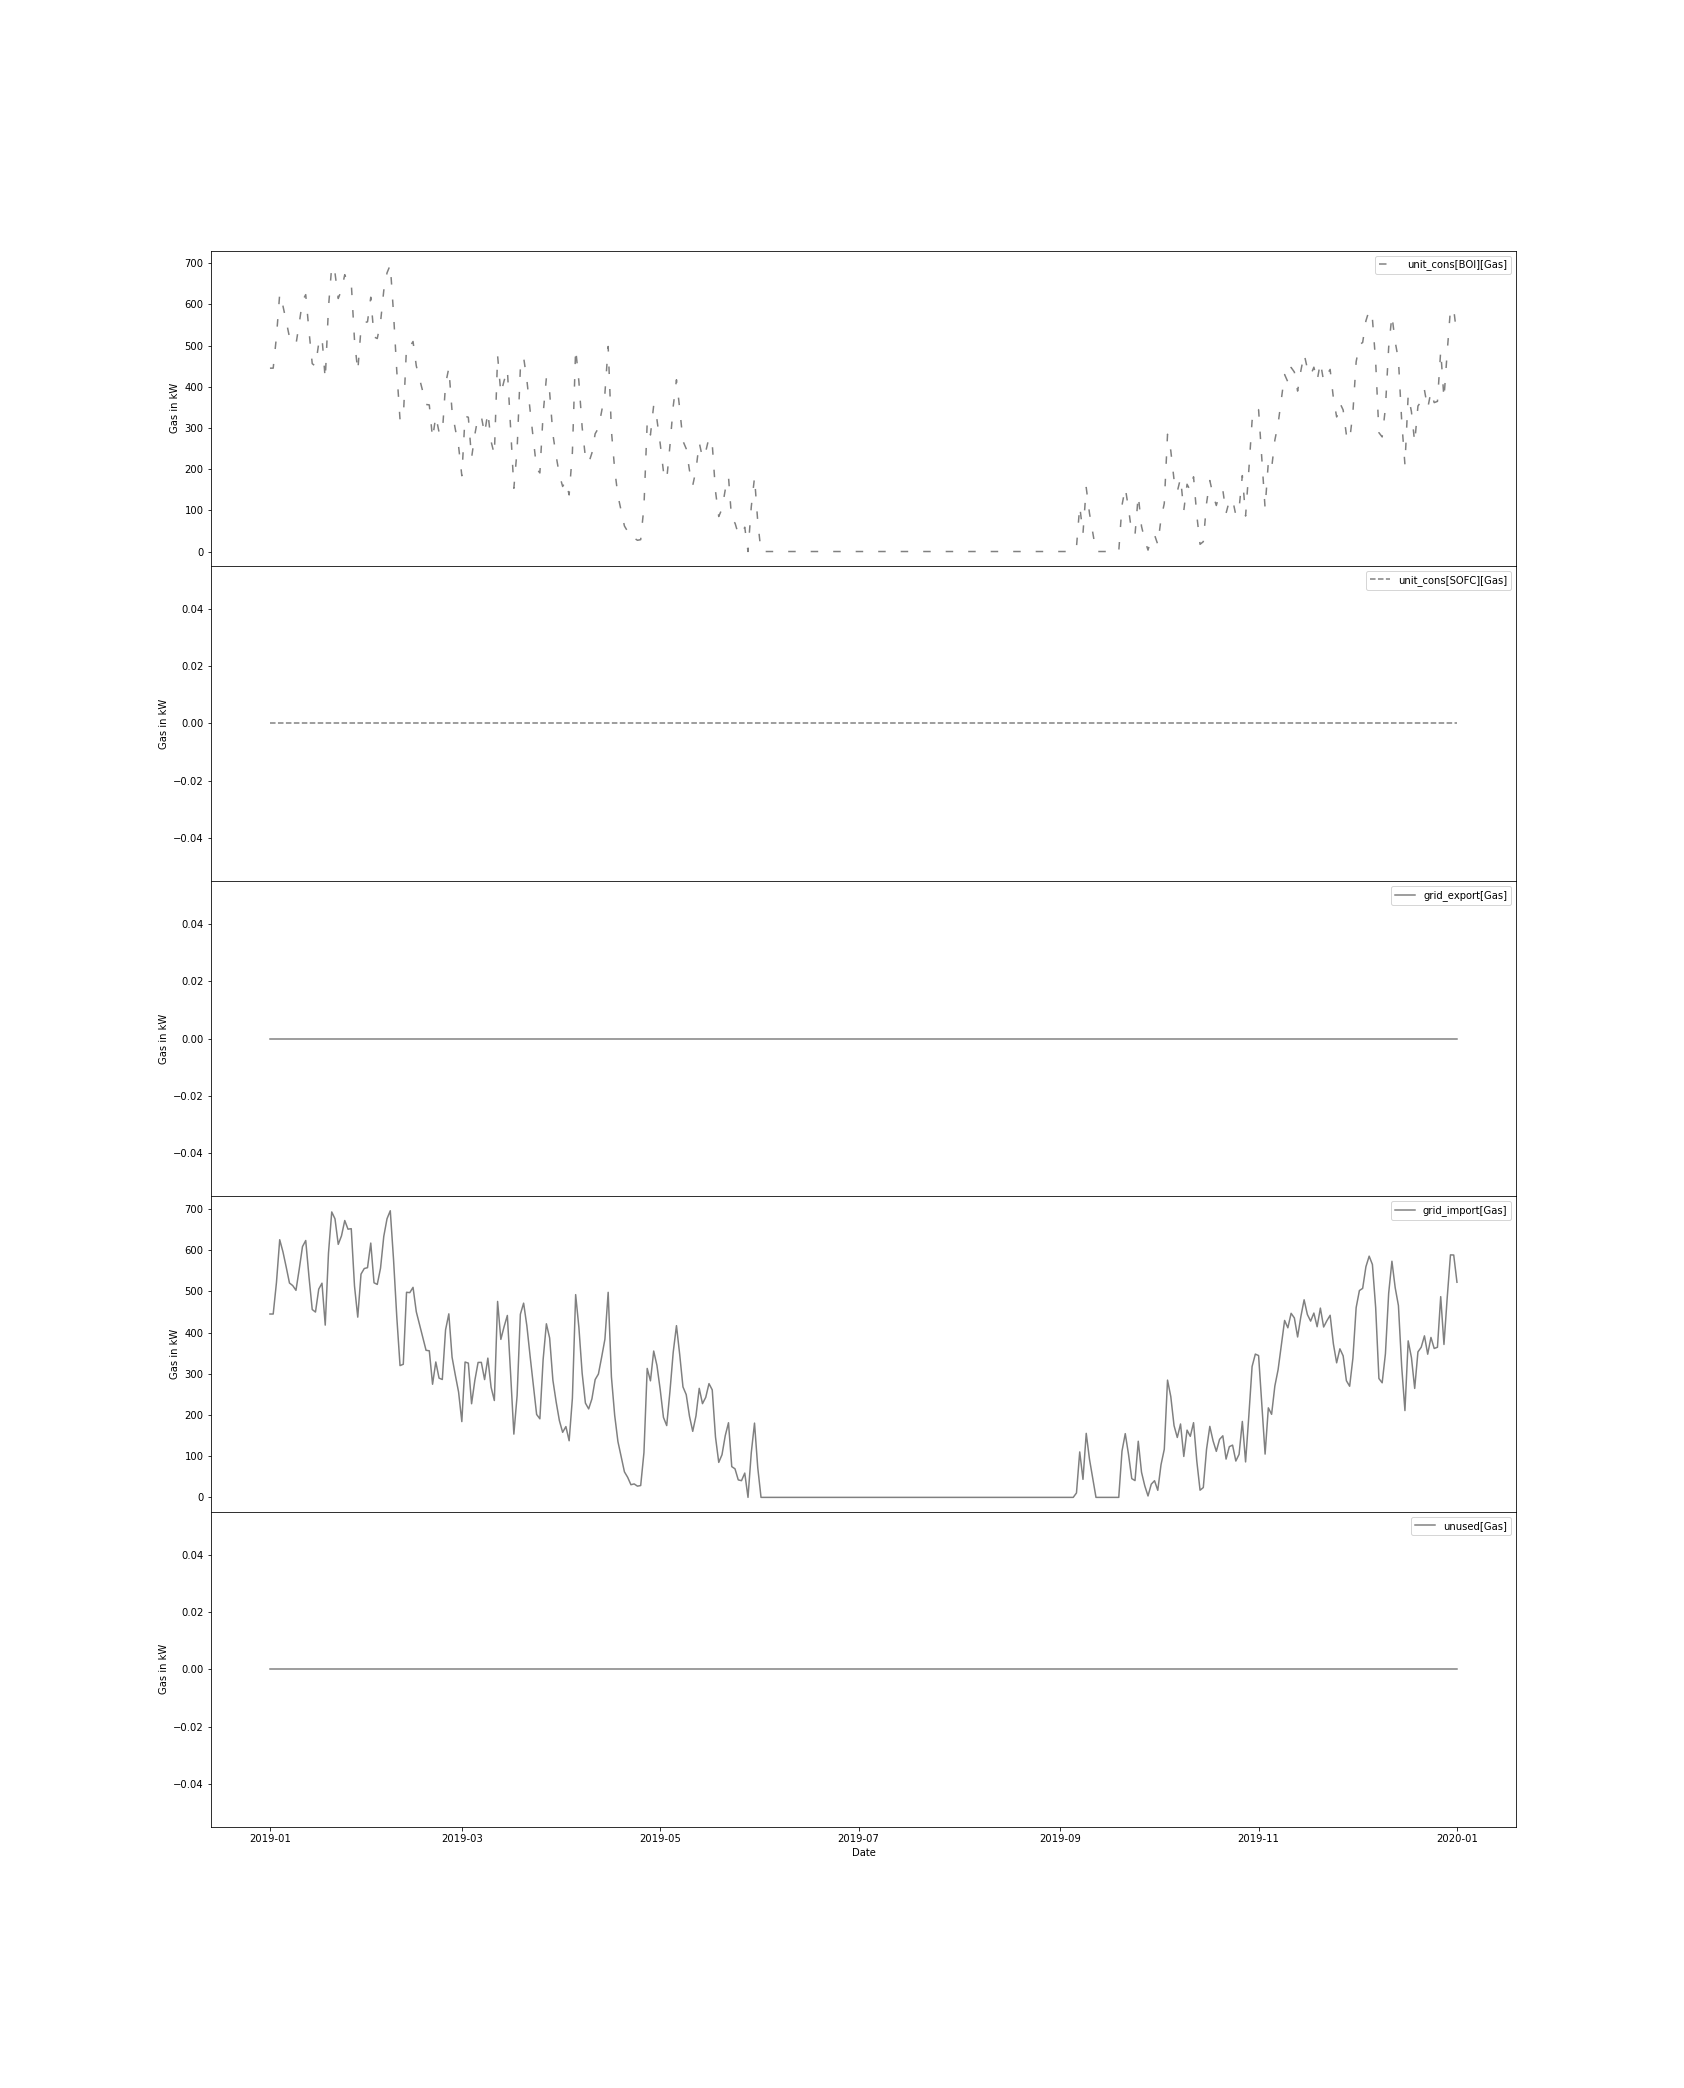 unit_cons[BOI][Gas]
700
600
500
400
300
200
100
0
Gas in kW
unit_cons[SOFC][Gas]
0.04
0.02
0.00
−0.02
−0.04
Gas in kW
grid_export[Gas]
0.04
0.02
0.00
−0.02
−0.04
Gas in kW
grid_import[Gas]
700
600
500
400
300
200
100
0
Gas in kW
unused[Gas]
0.04
0.02
0.00
−0.02
−0.04
Gas in kW
2019-01 2019-03 2019-05 2019-07 2019-09 2019-11 2020-01
Date